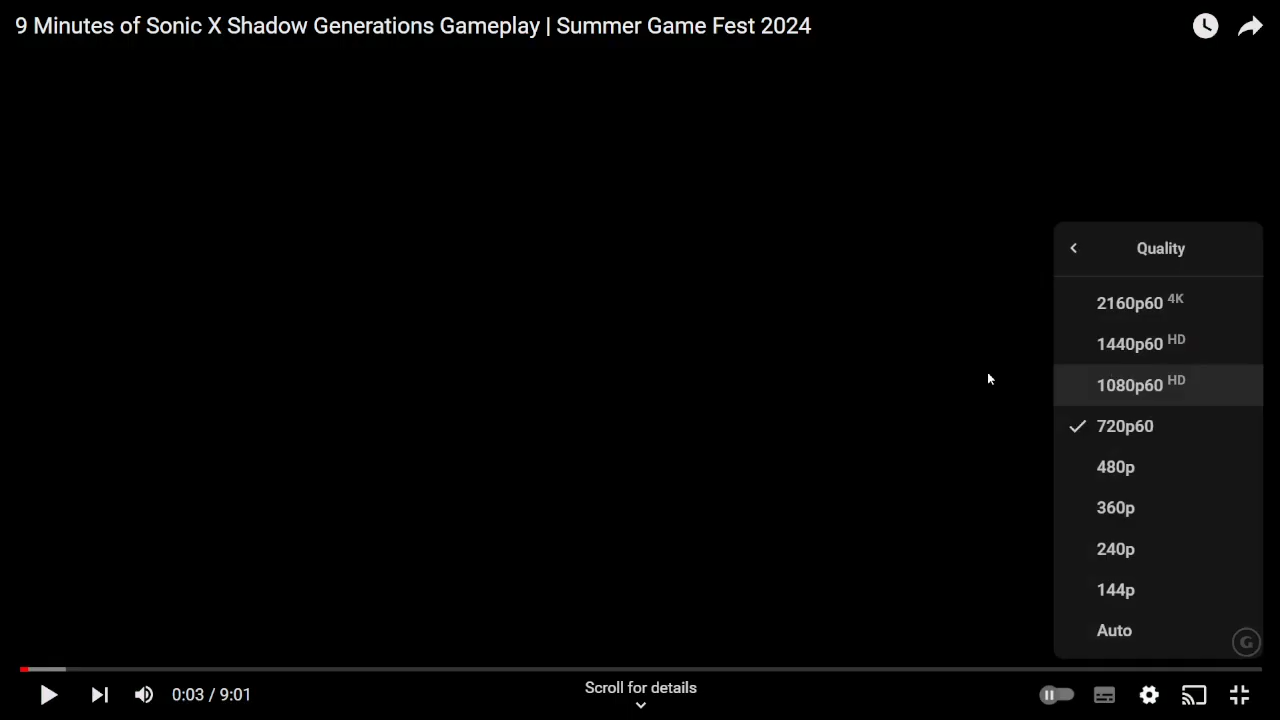 9 Minutes of Sonic X Shadow Generations Gameplay | Summer Game Fest 2024
Quality
2160p60 4K
1440p60 HD
1080p60 HD
720p60
480p
360p
240p
144p
Auto
G
0:03 / 9:01
Scroll for details